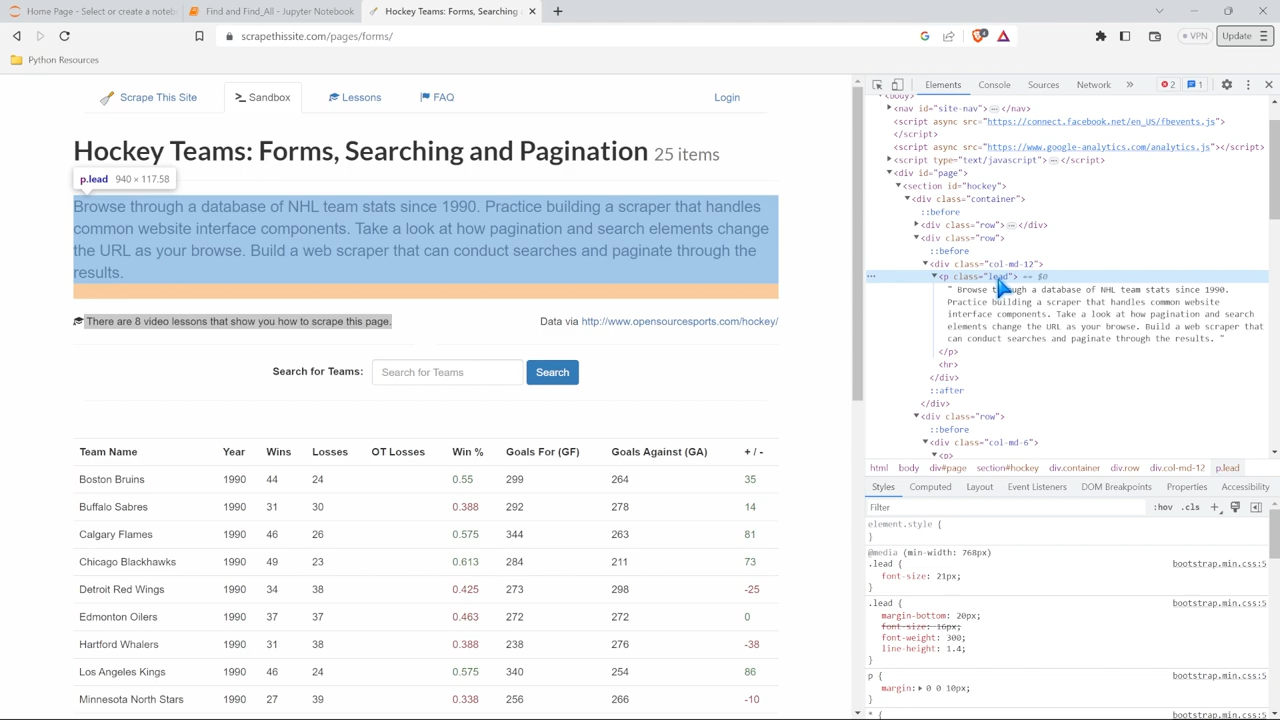 Home Page - Select or create a noteb
Find and Find_All - Jupyter Notebook
Hockey Teams: Forms, Searching
scrapethissite.com/pages/forms/
VPN
Update
Python Resources
Scrape This Site
Sandbox
Lessons
FAQ
Login
Hockey Teams: Forms, Searching and Pagination 25 items
p.lead 940 × 117.58
Browse through a database of NHL team stats since 1990. Practice building a scraper that handles
common website interface components. Take a look at how pagination and search elements change
the URL as your browse. Build a web scraper that can conduct searches and paginate through the
results.
There are 8 video lessons that show you how to scrape this page.
Data via http://www.opensourcesports.com/hockey/
Search for Teams:
Search for Teams
Search
Team Name Year Wins Losses OT Losses Win % Goals For (GF) Goals Against (GA) + / -
Boston Bruins 1990 44 24 0.55 299 264 35
Buffalo Sabres 1990 31 30 0.388 292 278 14
Calgary Flames 1990 46 26 0.575 344 263 81
Chicago Blackhawks 1990 49 23 0.613 284 211 73
Detroit Red Wings 1990 34 38 0.425 273 298 -25
Edmonton Oilers 1990 37 37 0.463 272 272 0
Hartford Whalers 1990 31 38 0.388 238 276 -38
Los Angeles Kings 1990 46 24 0.575 340 254 86
Minnesota North Stars 1990 27 39 0.338 256 266 -10
Elements Console Sources Network » 2 1
<body>
<nav id="site-nav">…</nav>
<script async src="https://connect.facebook.net/en_US/fbevents.js">
</script>
<script async src="https://www.google-analytics.com/analytics.js"></script>
<script type="text/javascript">…</script>
<div id="page">
<section id="hockey">
<div class="container">
::before
<div class="row">…</div>
<div class="row">
::before
<div class="col-md-12">
<p class="lead"> == $0
" Browse through a database of NHL team stats since 1990.
Practice building a scraper that handles common website
interface components. Take a look at how pagination and search
elements change the URL as your browse. Build a web scraper that
can conduct searches and paginate through the results. "
</p>
<hr>
</div>
::after
</div>
<div class="row">
::before
<div class="col-md-6">
<p>
html body div#page section#hockey div.container div.row div.col-md-12 p.lead
Styles Computed Layout Event Listeners DOM Breakpoints Properties Accessibility
Filter
:hov .cls
element.style {
}
@media (min-width: 768px)
.lead { bootstrap.min.css:5
font-size: 21px;
}
.lead { bootstrap.min.css:5
margin-bottom: 20px;
font-size: 16px;
font-weight: 300;
line-height: 1.4;
}
p { bootstrap.min.css:5
margin: 0 0 10px;
}
* { bootstrap.min.css:5